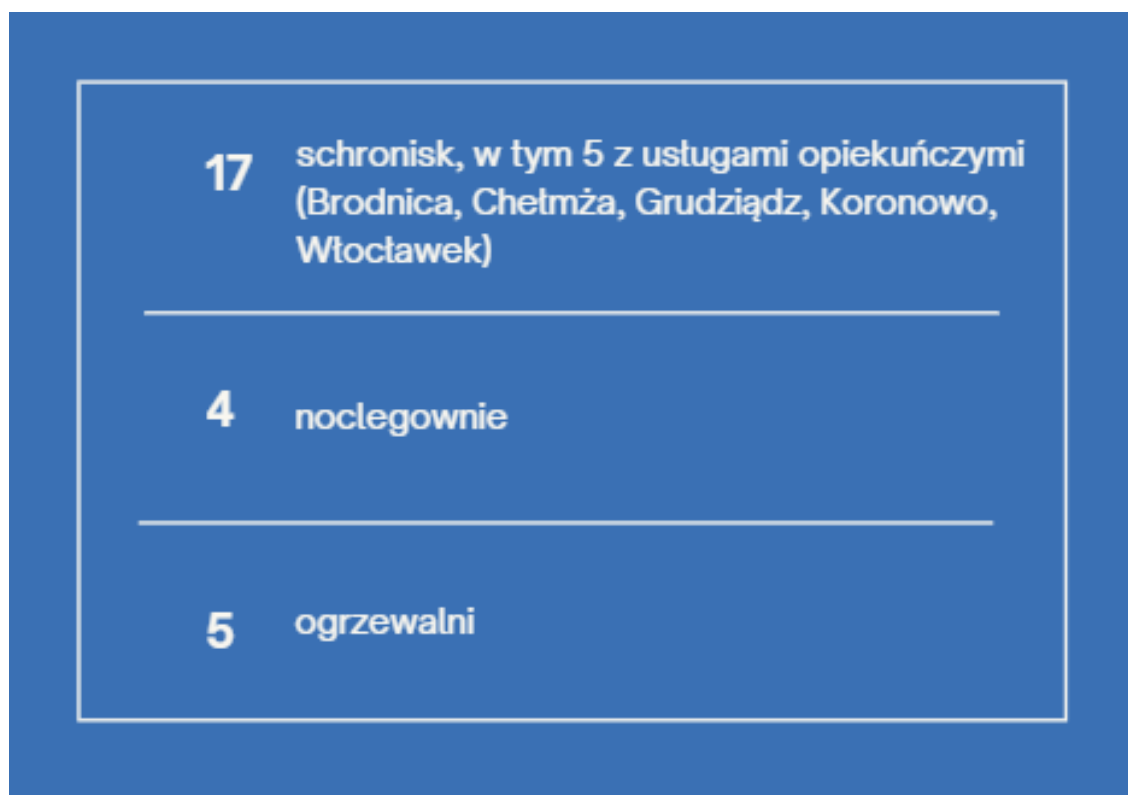 17 schronisk, w tym 5 z usługami opiekuńczymi
(Brodnica, Chełmża, Grudziądz, Koronowo,
Włocławek)
4 noclegownie
5 ogrzewalni